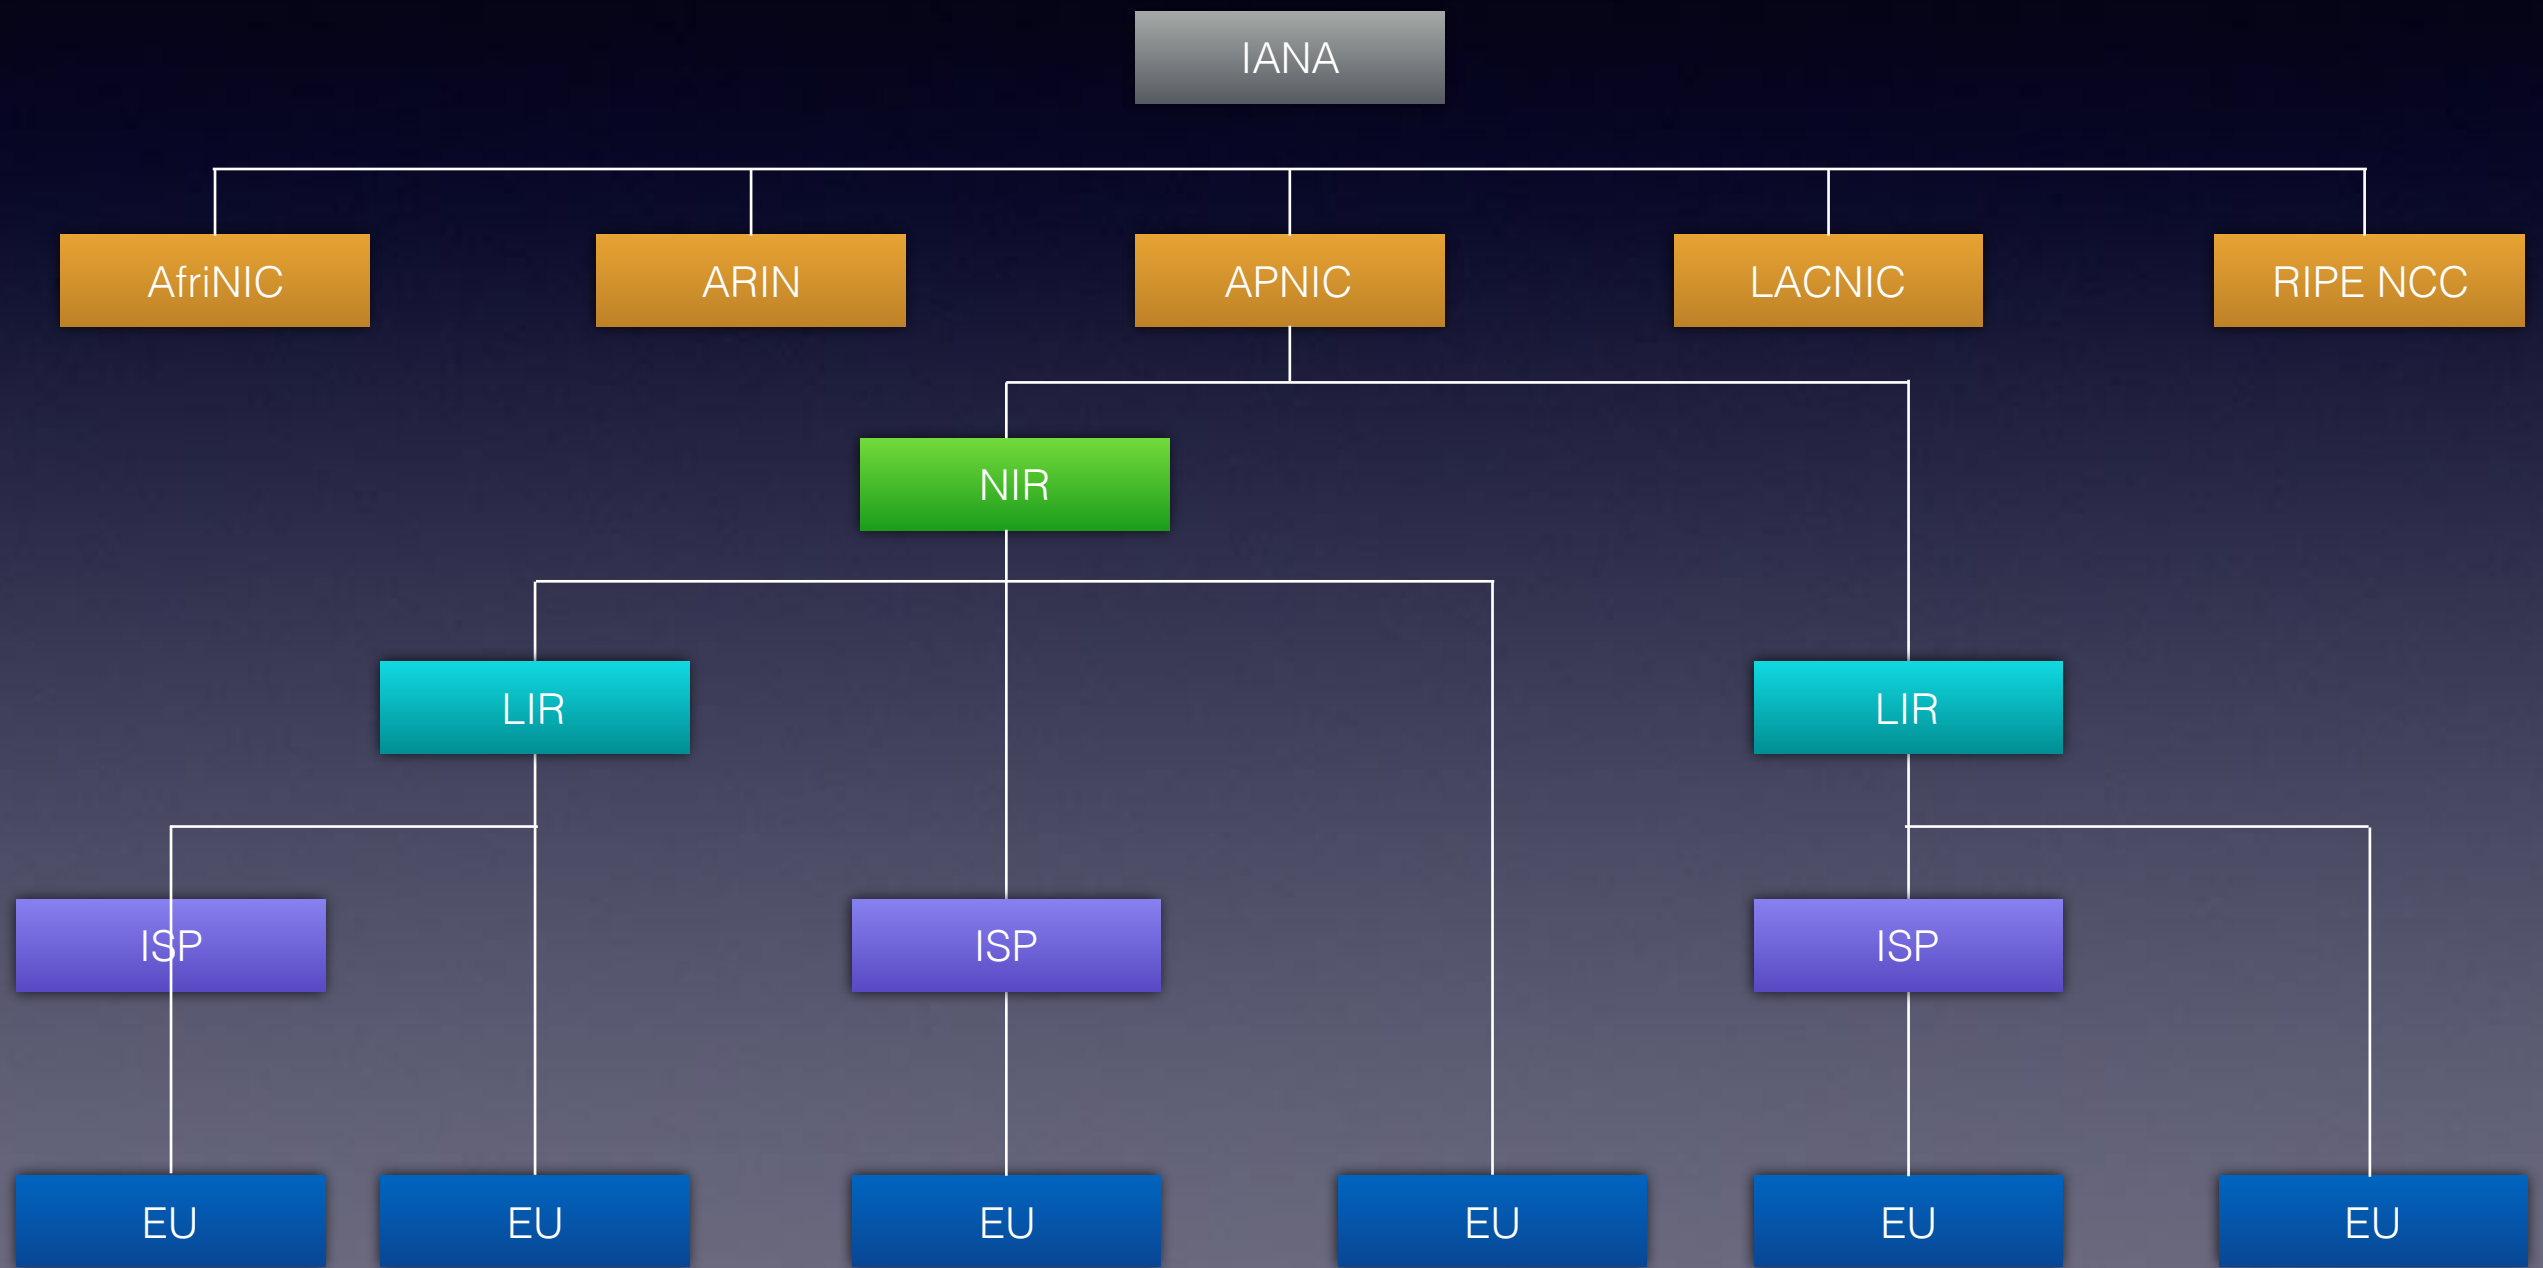 IANA
AfriNIC
ARIN
APNIC
LACNIC
RIPE NCC
NIR
LIR
LIR
ISP
ISP
ISP
EU
EU
EU
EU
EU
EU